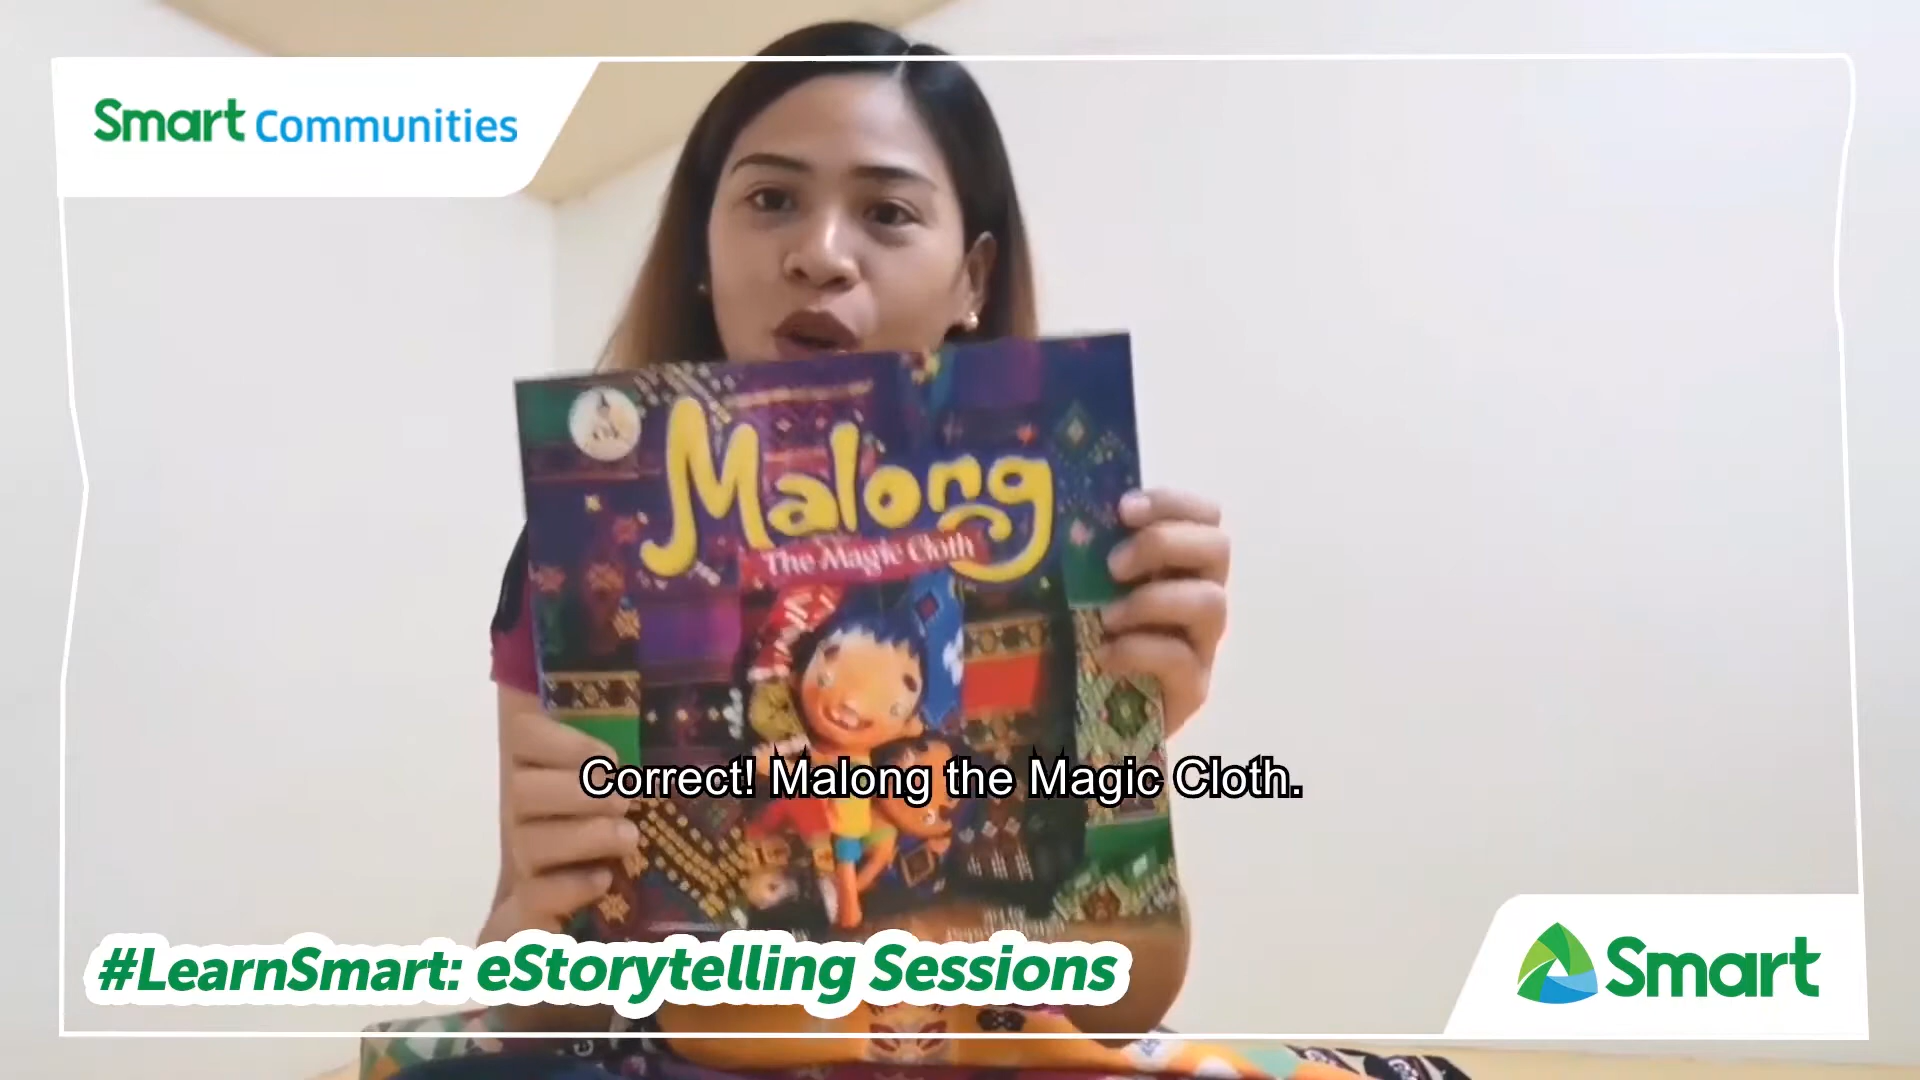 Smart Communities
Malong
The Magic Cloth
Correct! Malong the Magic Cloth.
#LearnSmart: eStorytelling Sessions
Smart